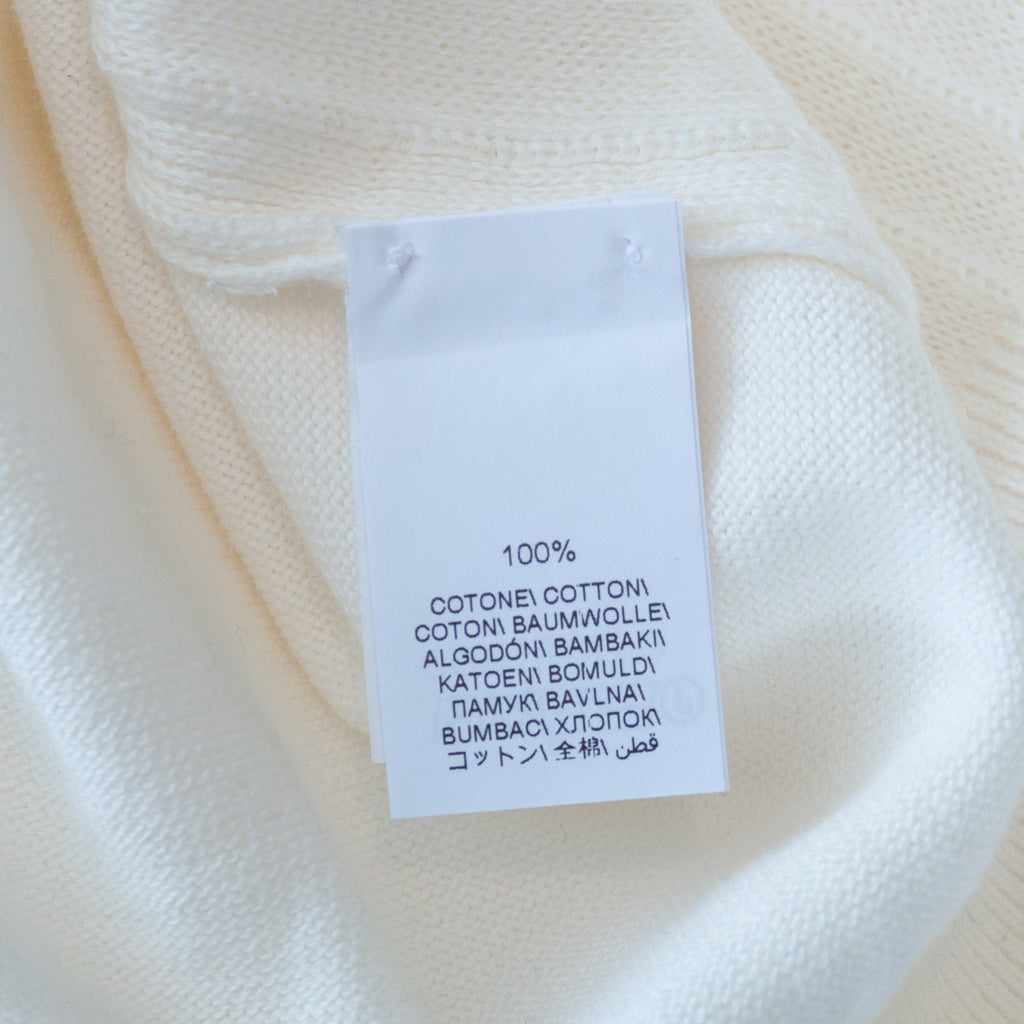 100%
COTONE\ COTTON\
COTON\ BAUMWOLLE\
ALGODÓN\ BAMBAKI\
KATOEN\ BOMULD\
ПАМУК\ BAVLNA\
BUMBAC\ ХЛОПОК\
コットン\ 全棉\ قطن